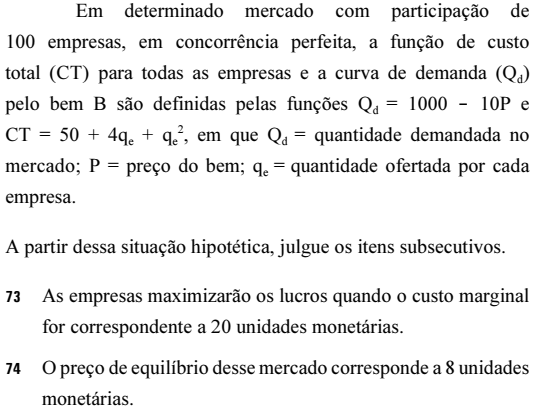 Em determinado mercado com participação de
100 empresas, em concorrência perfeita, a função de custo
total (CT) para todas as empresas e a curva de demanda (Q_d)
pelo bem B são definidas pelas funções Q_d = 1000 − 10P e
CT = 50 + 4q_e + q_e², em que Q_d = quantidade demandada no
mercado; P = preço do bem; q_e = quantidade ofertada por cada
empresa.
A partir dessa situação hipotética, julgue os itens subsecutivos.
73 As empresas maximizarão os lucros quando o custo marginal
for correspondente a 20 unidades monetárias.
74 O preço de equilíbrio desse mercado corresponde a 8 unidades
monetárias.